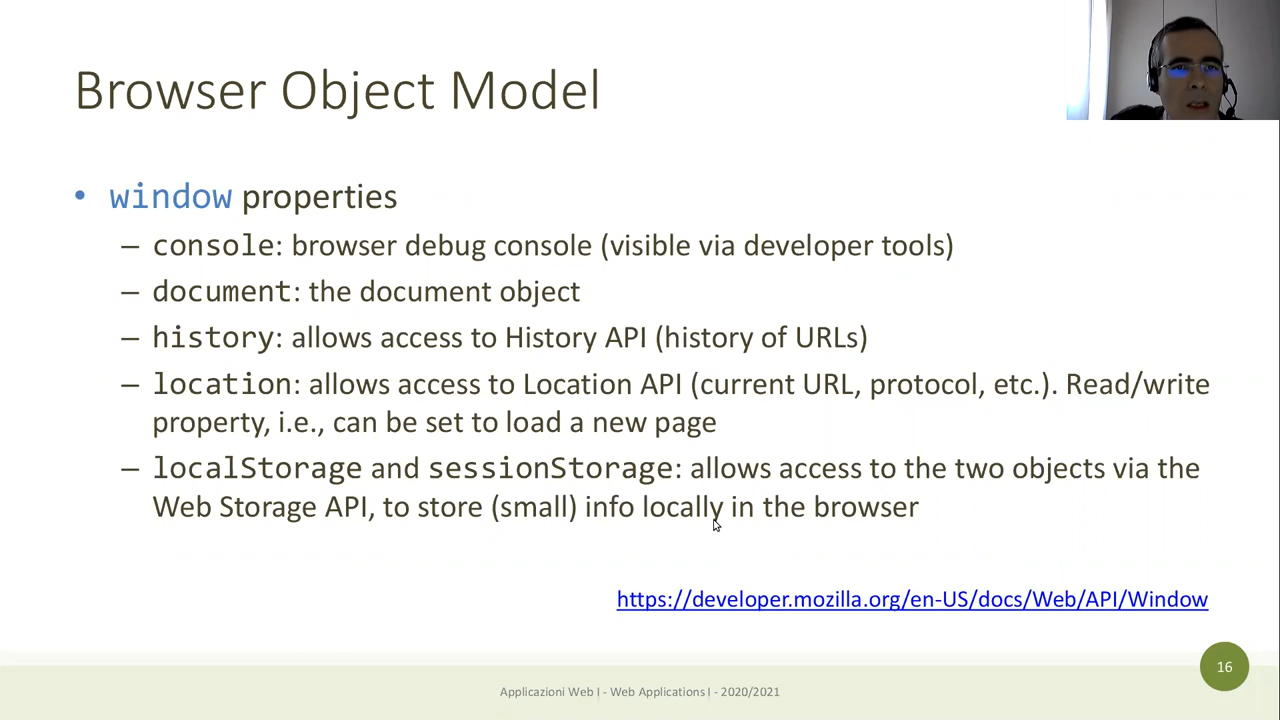 Browser Object Model
• window properties
– console: browser debug console (visible via developer tools)
– document: the document object
– history: allows access to History API (history of URLs)
– location: allows access to Location API (current URL, protocol, etc.). Read/write
property, i.e., can be set to load a new page
– localStorage and sessionStorage: allows access to the two objects via the
Web Storage API, to store (small) info locally in the browser
https://developer.mozilla.org/en-US/docs/Web/API/Window
16
Applicazioni Web I - Web Applications I - 2020/2021